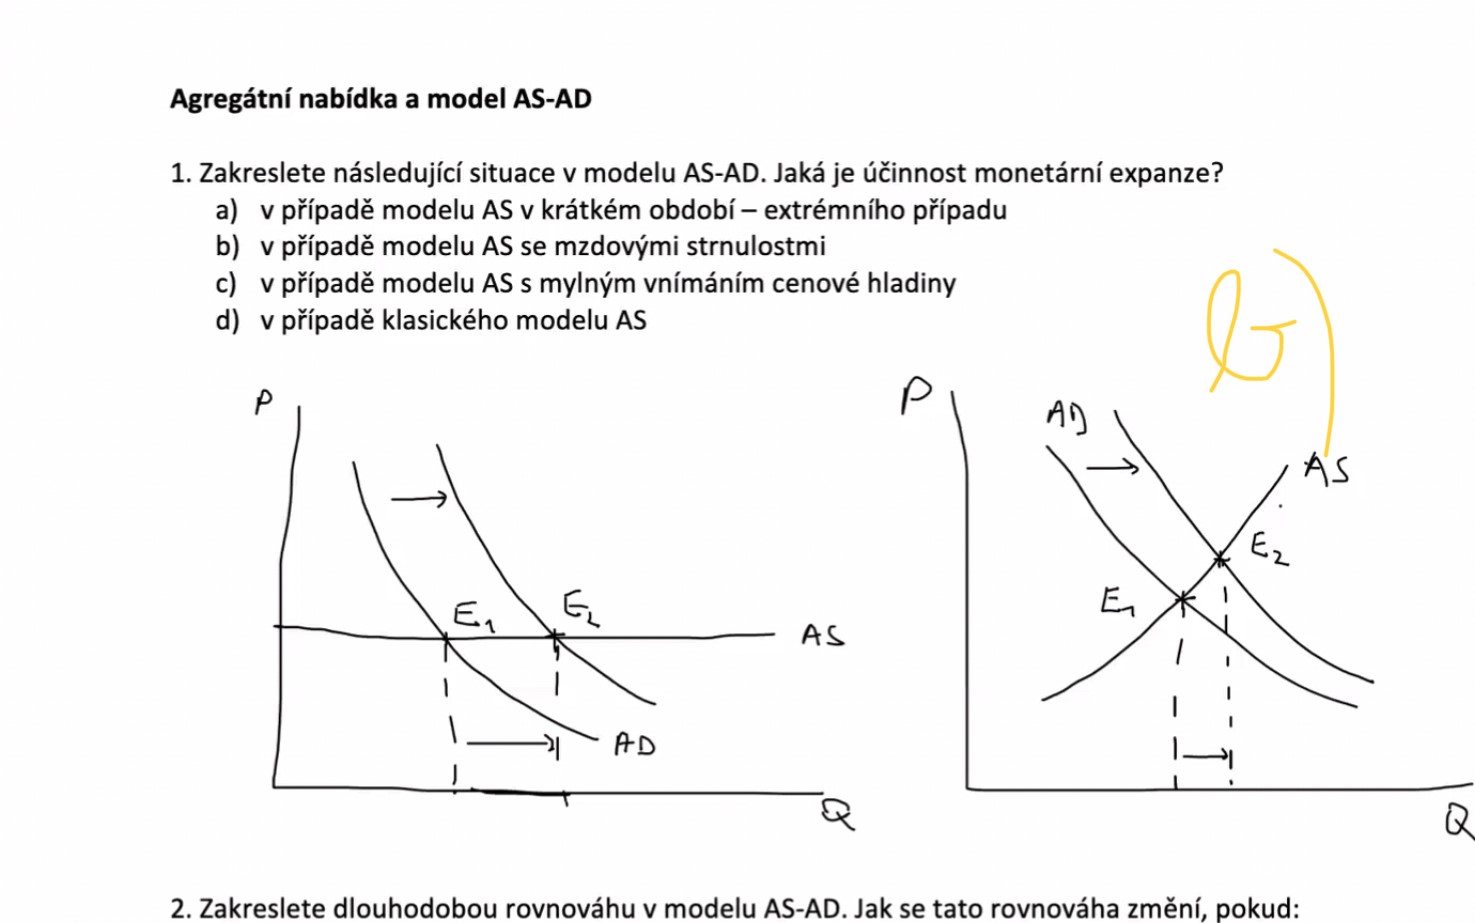 Agregátní nabídka a model AS-AD
1. Zakreslete následující situace v modelu AS-AD. Jaká je účinnost monetární expanze?
a) v případě modelu AS v krátkém období – extrémního případu
b) v případě modelu AS se mzdovými strnulostmi
c) v případě modelu AS s mylným vnímáním cenové hladiny
d) v případě klasického modelu AS
b)
P
E1
E2
AS
AD
Q
P
AD
AS
E2
E1
Q
2. Zakreslete dlouhodobou rovnováhu v modelu AS-AD. Jak se tato rovnováha změní, pokud: